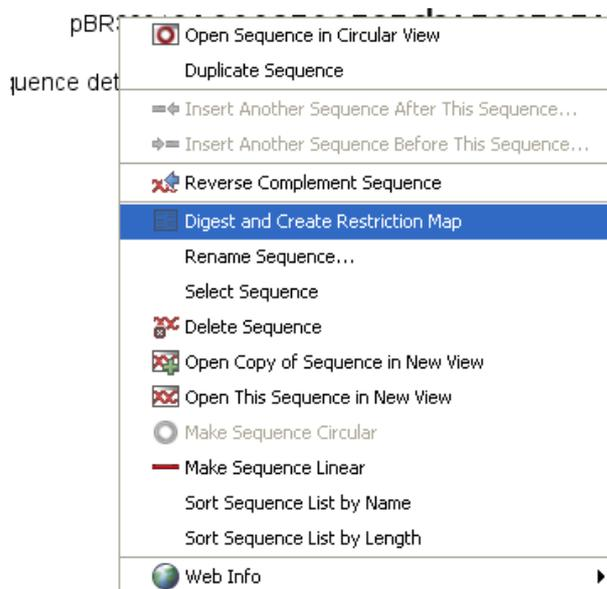 pBR
quence det
Open Sequence in Circular View
Duplicate Sequence
Insert Another Sequence After This Sequence...
Insert Another Sequence Before This Sequence...
Reverse Complement Sequence
Digest and Create Restriction Map
Rename Sequence...
Select Sequence
Delete Sequence
Open Copy of Sequence in New View
Open This Sequence in New View
Make Sequence Circular
Make Sequence Linear
Sort Sequence List by Name
Sort Sequence List by Length
Web Info